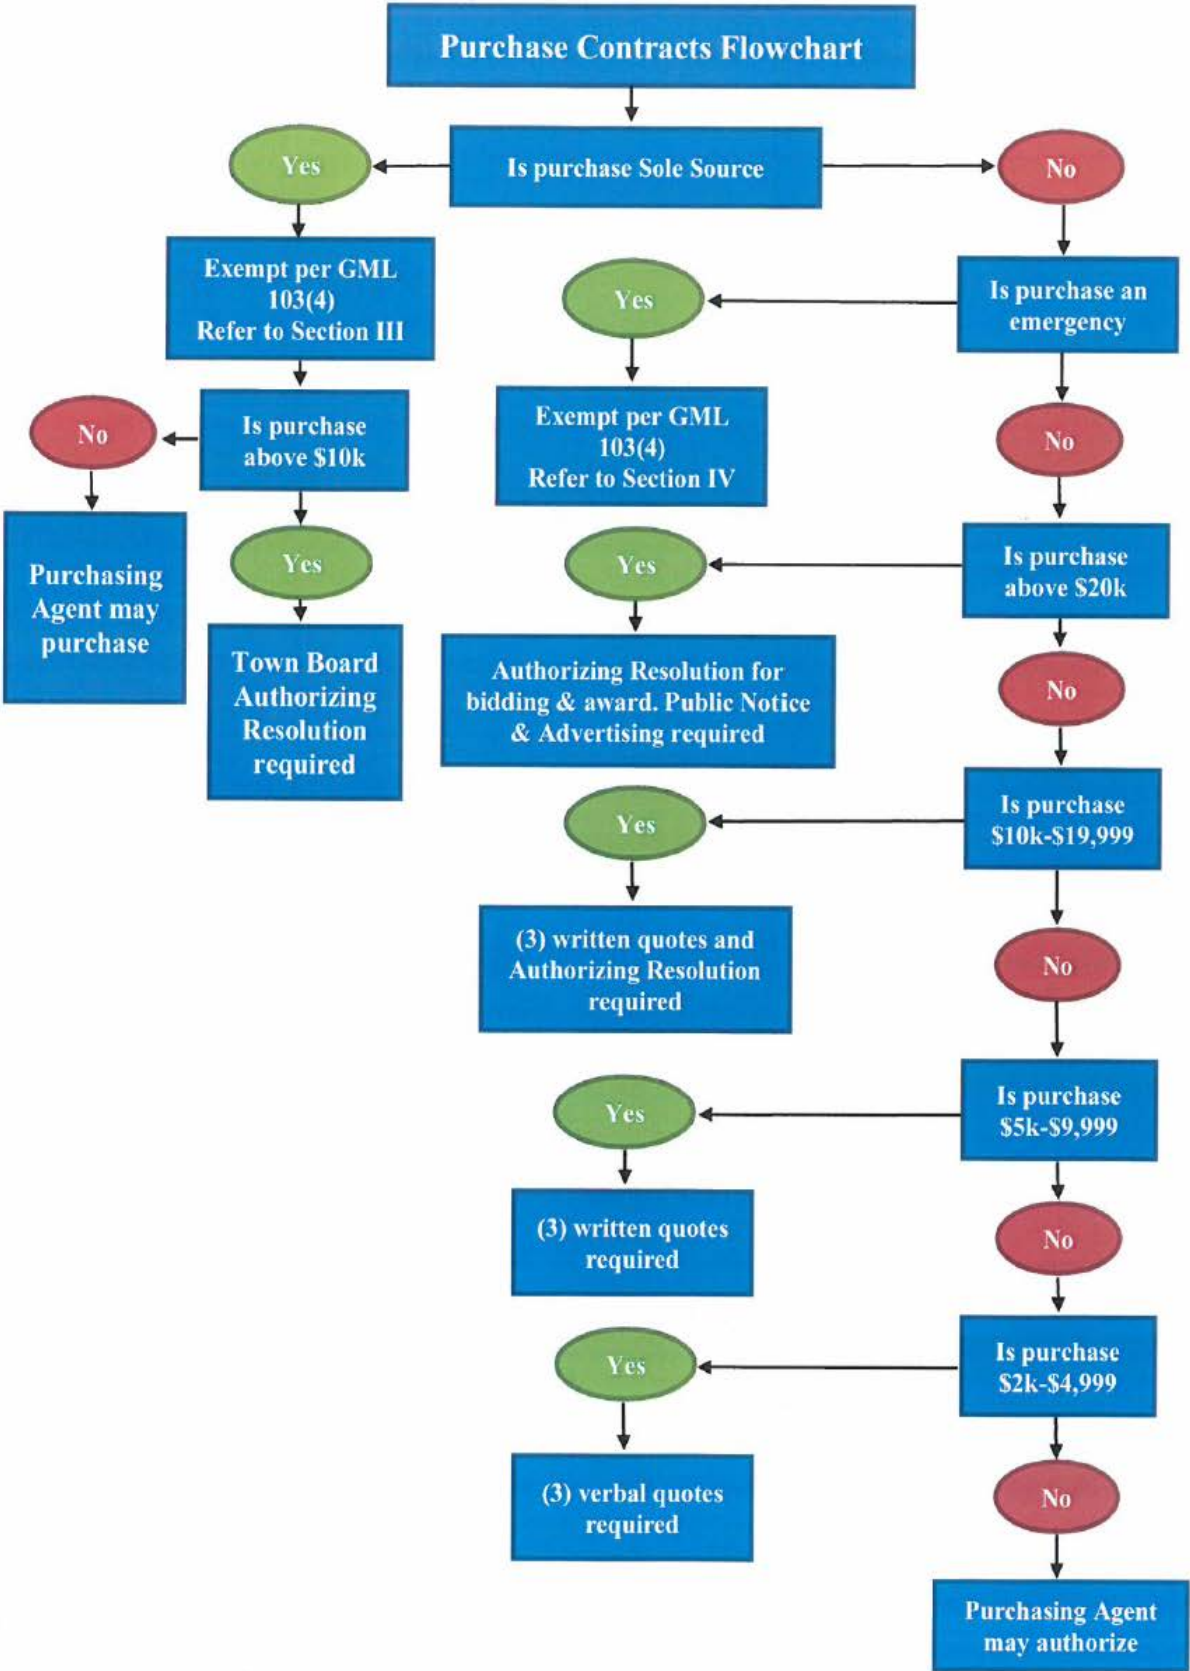 Purchase Contracts Flowchart
Yes
Is purchase Sole Source
No
Exempt per GML
103(4)
Refer to Section III
Yes
Is purchase an
emergency
No
Is purchase
above $10k
Exempt per GML
103(4)
Refer to Section IV
No
Purchasing
Agent may
purchase
Yes
Town Board
Authorizing
Resolution
required
Yes
Is purchase
above $20k
Authorizing Resolution for
bidding & award. Public Notice
& Advertising required
No
Yes
Is purchase
$10k-$19,999
(3) written quotes and
Authorizing Resolution
required
No
Yes
Is purchase
$5k-$9,999
(3) written quotes
required
No
Yes
Is purchase
$2k-$4,999
(3) verbal quotes
required
No
Purchasing Agent
may authorize